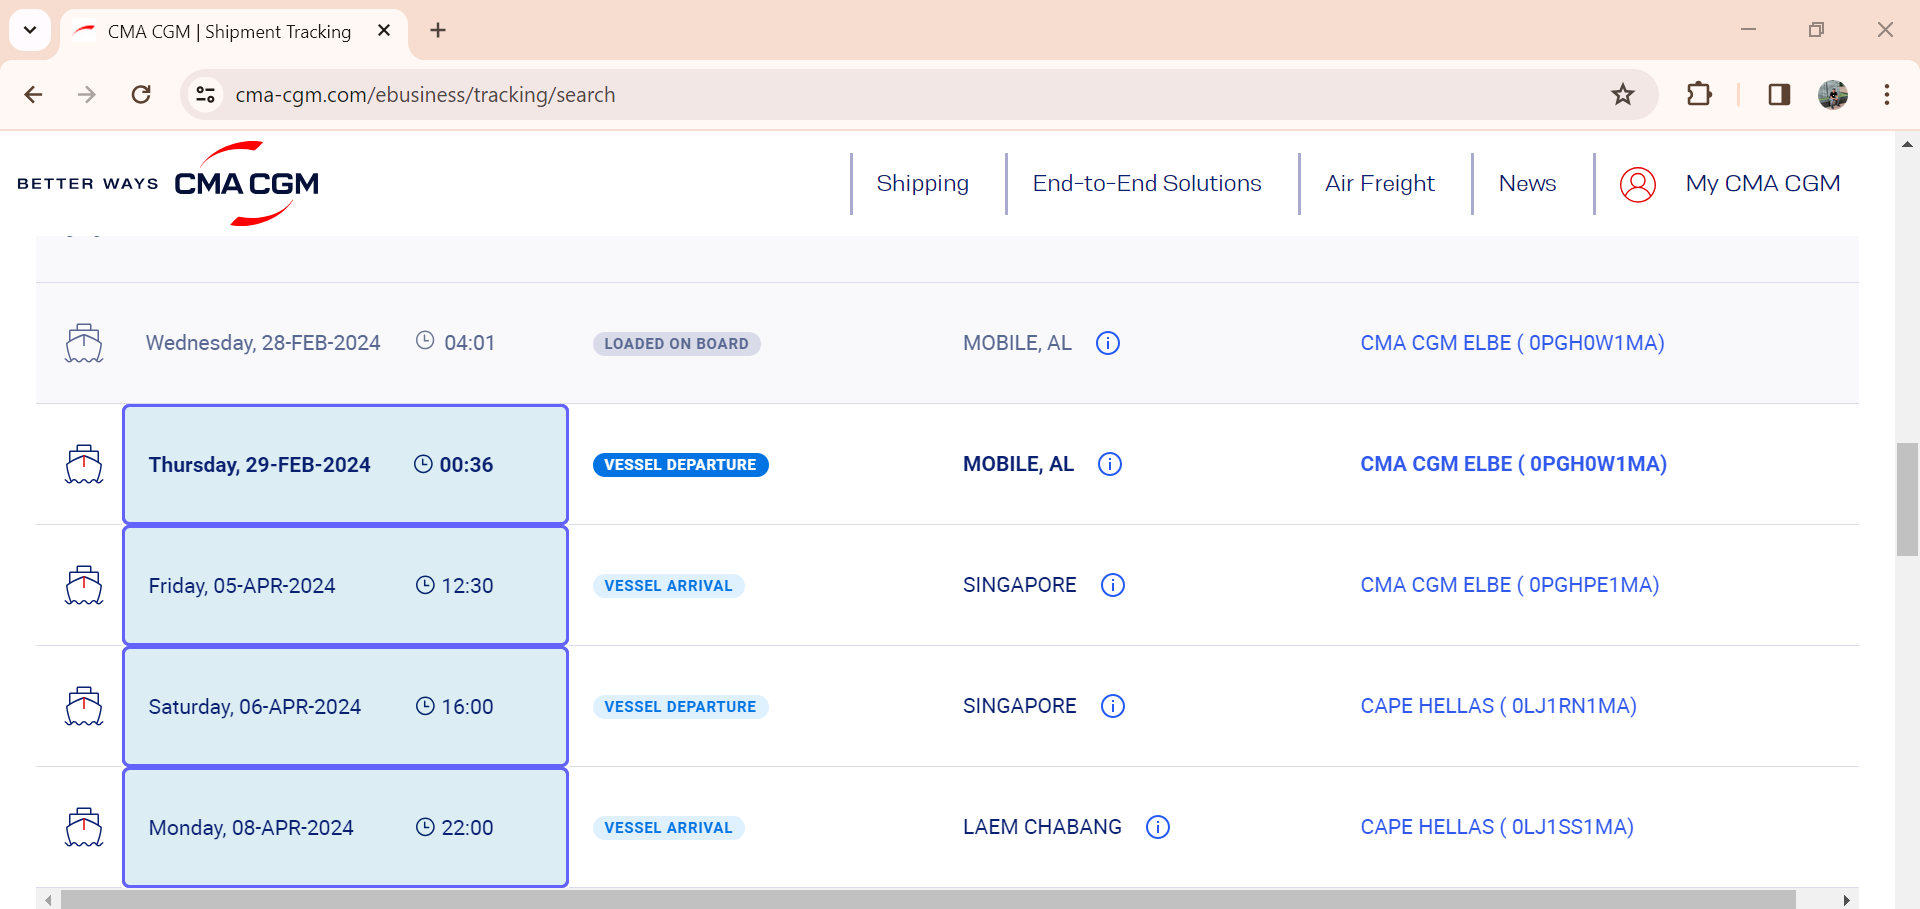 CMA CGM | Shipment Tracking
cma-cgm.com/ebusiness/tracking/search
BETTER WAYS CMA CGM
Shipping
End-to-End Solutions
Air Freight
News
My CMA CGM
Wednesday, 28-FEB-2024 04:01 LOADED ON BOARD MOBILE, AL CMA CGM ELBE ( 0PGH0W1MA)
Thursday, 29-FEB-2024 00:36 VESSEL DEPARTURE MOBILE, AL CMA CGM ELBE ( 0PGH0W1MA)
Friday, 05-APR-2024 12:30 VESSEL ARRIVAL SINGAPORE CMA CGM ELBE ( 0PGHPE1MA)
Saturday, 06-APR-2024 16:00 VESSEL DEPARTURE SINGAPORE CAPE HELLAS ( 0LJ1RN1MA)
Monday, 08-APR-2024 22:00 VESSEL ARRIVAL LAEM CHABANG CAPE HELLAS ( 0LJ1SS1MA)